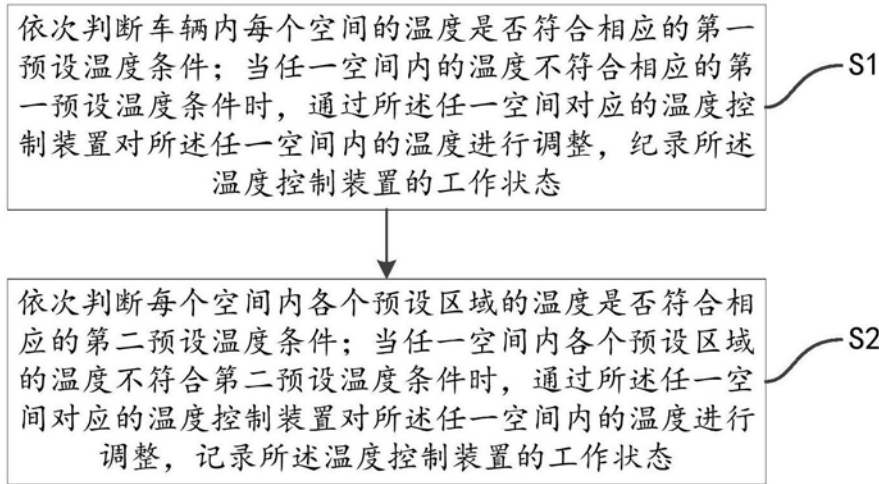 依次判断车辆内每个空间的温度是否符合相应的第一
预设温度条件；当任一空间内的温度不符合相应的第
一预设温度条件时，通过所述任一空间对应的温度控
制装置对所述任一空间内的温度进行调整，纪录所述
温度控制装置的工作状态
S1
依次判断每个空间内各个预设区域的温度是否符合相
应的第二预设温度条件；当任一空间内各个预设区域
的温度不符合第二预设温度条件时，通过所述任一空
间对应的温度控制装置对所述任一空间内的温度进行
调整，记录所述温度控制装置的工作状态
S2